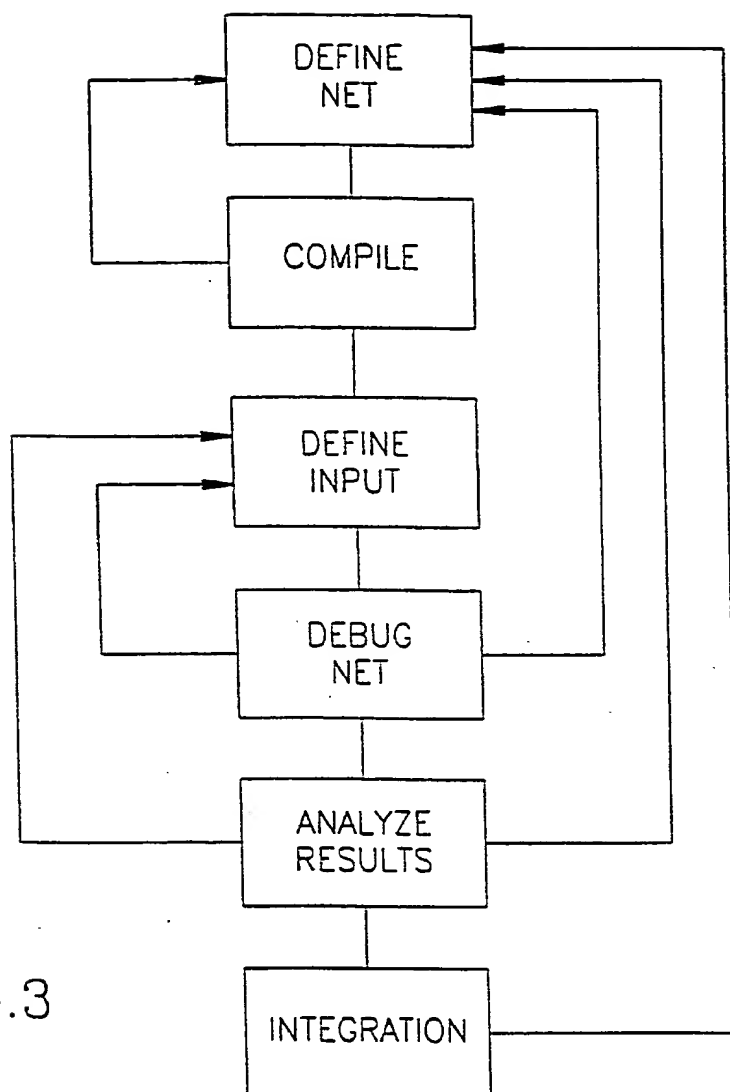 DEFINE
NET
COMPILE
DEFINE
INPUT
DEBUG
NET
ANALYZE
RESULTS
INTEGRATION
.3